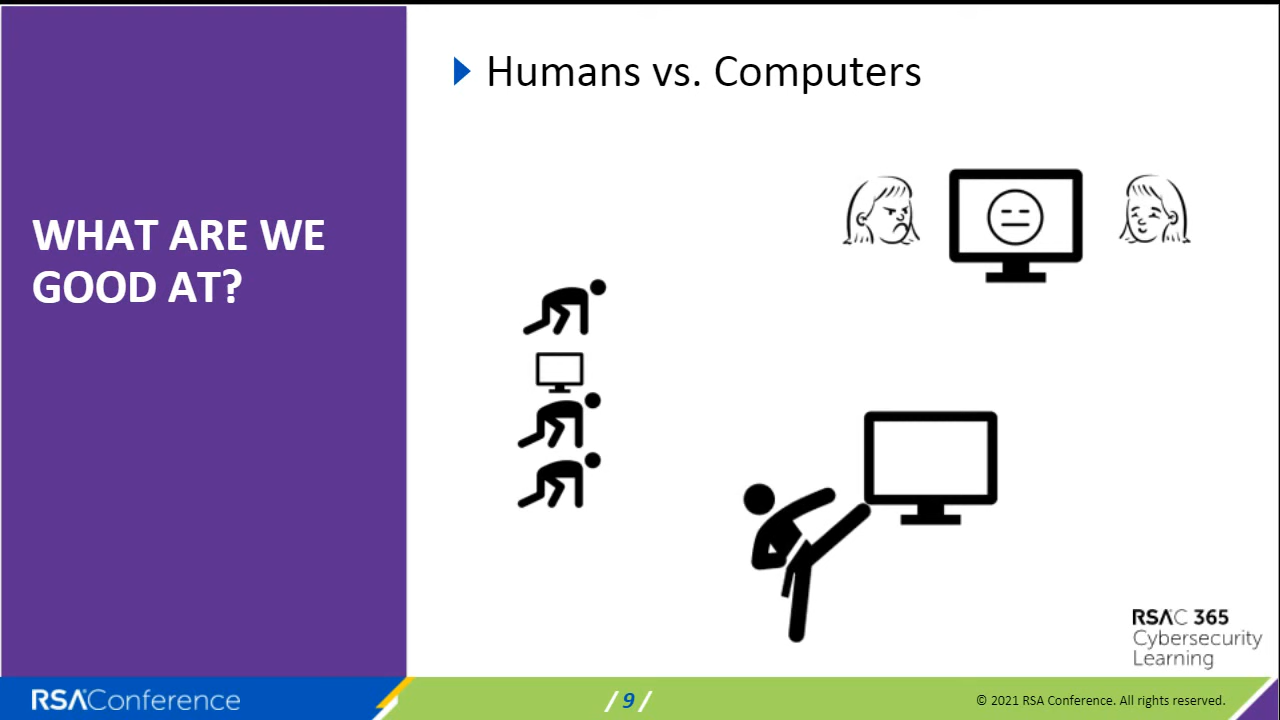 Humans vs. Computers
WHAT ARE WE
GOOD AT?
RSAC 365
Cybersecurity
Learning
RSAConference
/ 9 /
© 2021 RSA Conference. All rights reserved.